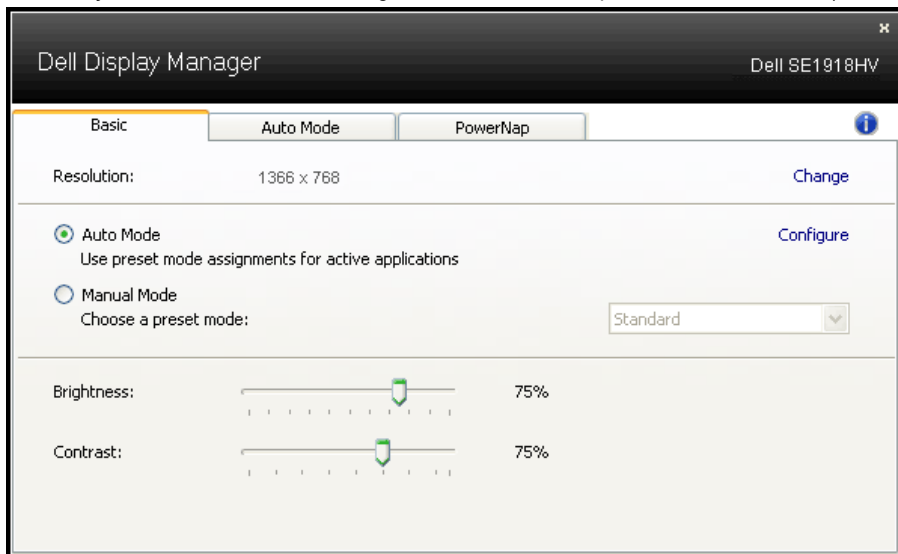 Dell Display Manager
Dell SE1918HV
Basic
Auto Mode
PowerNap
Resolution:
1366 x 768
Change
Auto Mode
Configure
Use preset mode assignments for active applications
Manual Mode
Choose a preset mode:
Standard
Brightness:
75%
Contrast:
75%